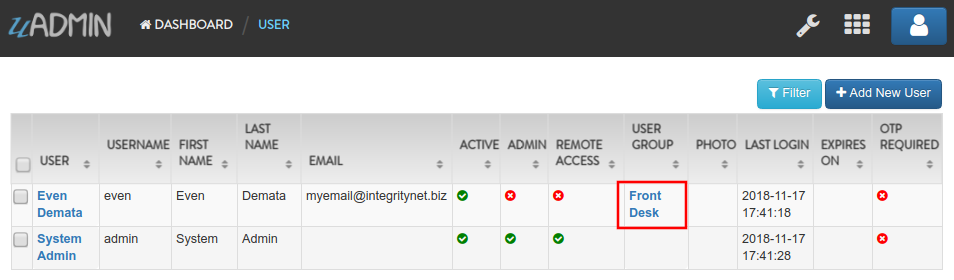 uADMIN DASHBOARD / USER
Filter Add New User
USER USERNAME FIRST NAME LAST NAME EMAIL ACTIVE ADMIN REMOTE ACCESS USER GROUP PHOTO LAST LOGIN EXPIRES ON OTP REQUIRED
Even Demata even Even Demata myemail@integritynet.biz Front Desk 2018-11-17 17:41:18
System Admin admin System Admin 2018-11-17 17:41:28